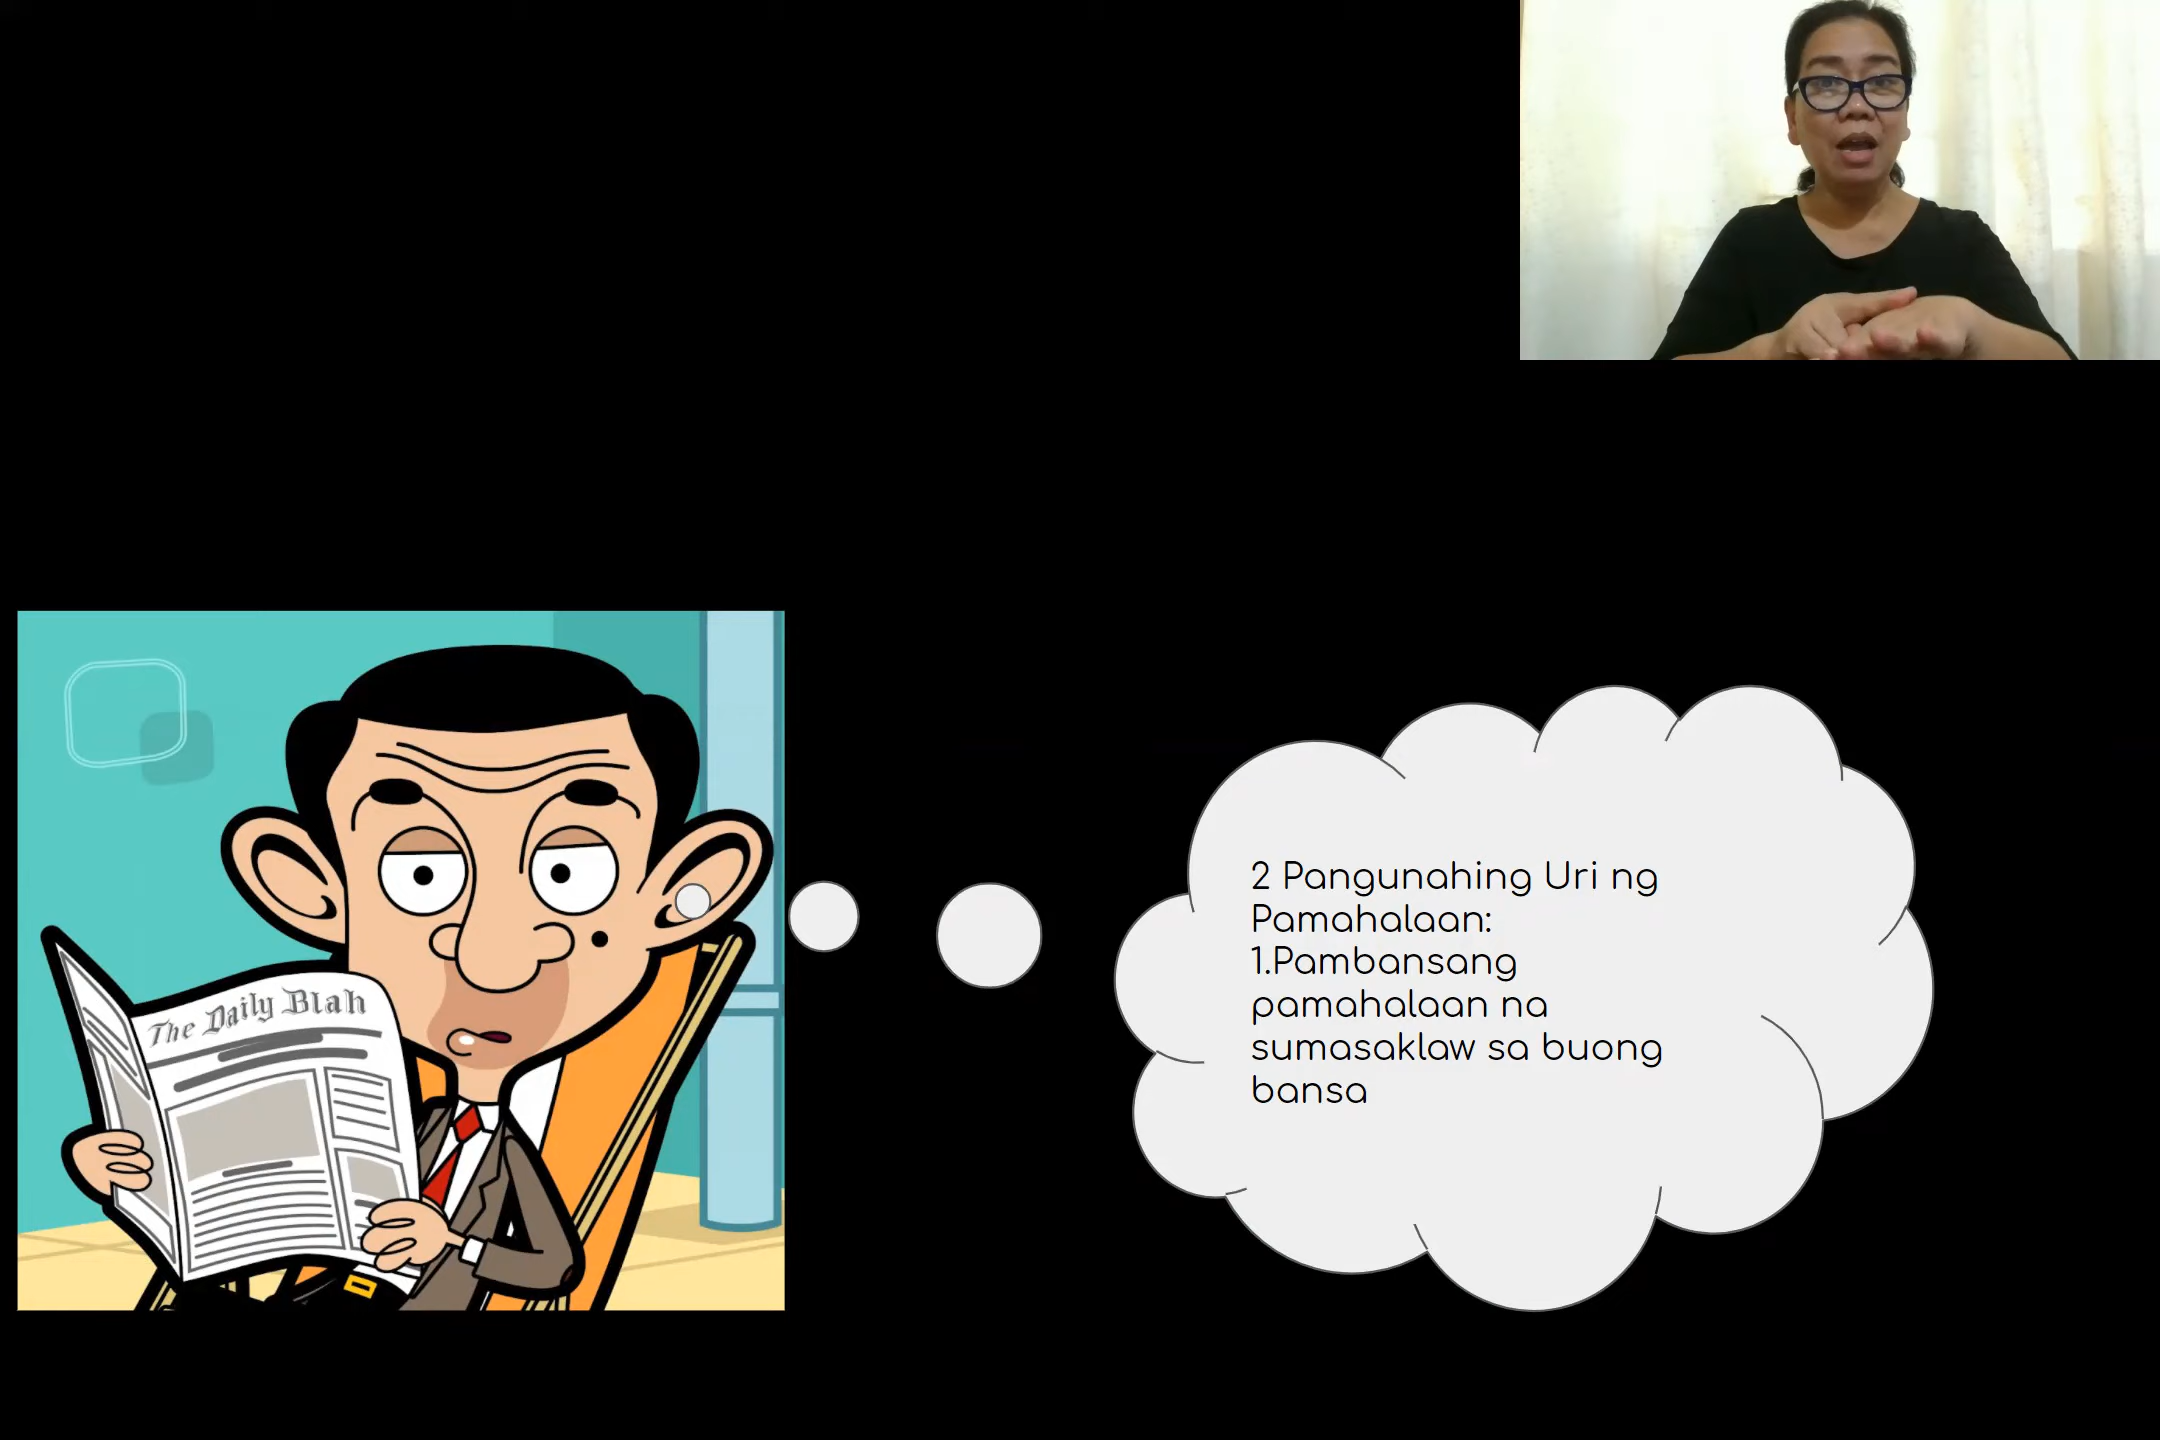 The Daily Blah
2 Pangunahing Uri ng
Pamahalaan:
1.Pambansang
pamahalaan na
sumasaklaw sa buong
bansa